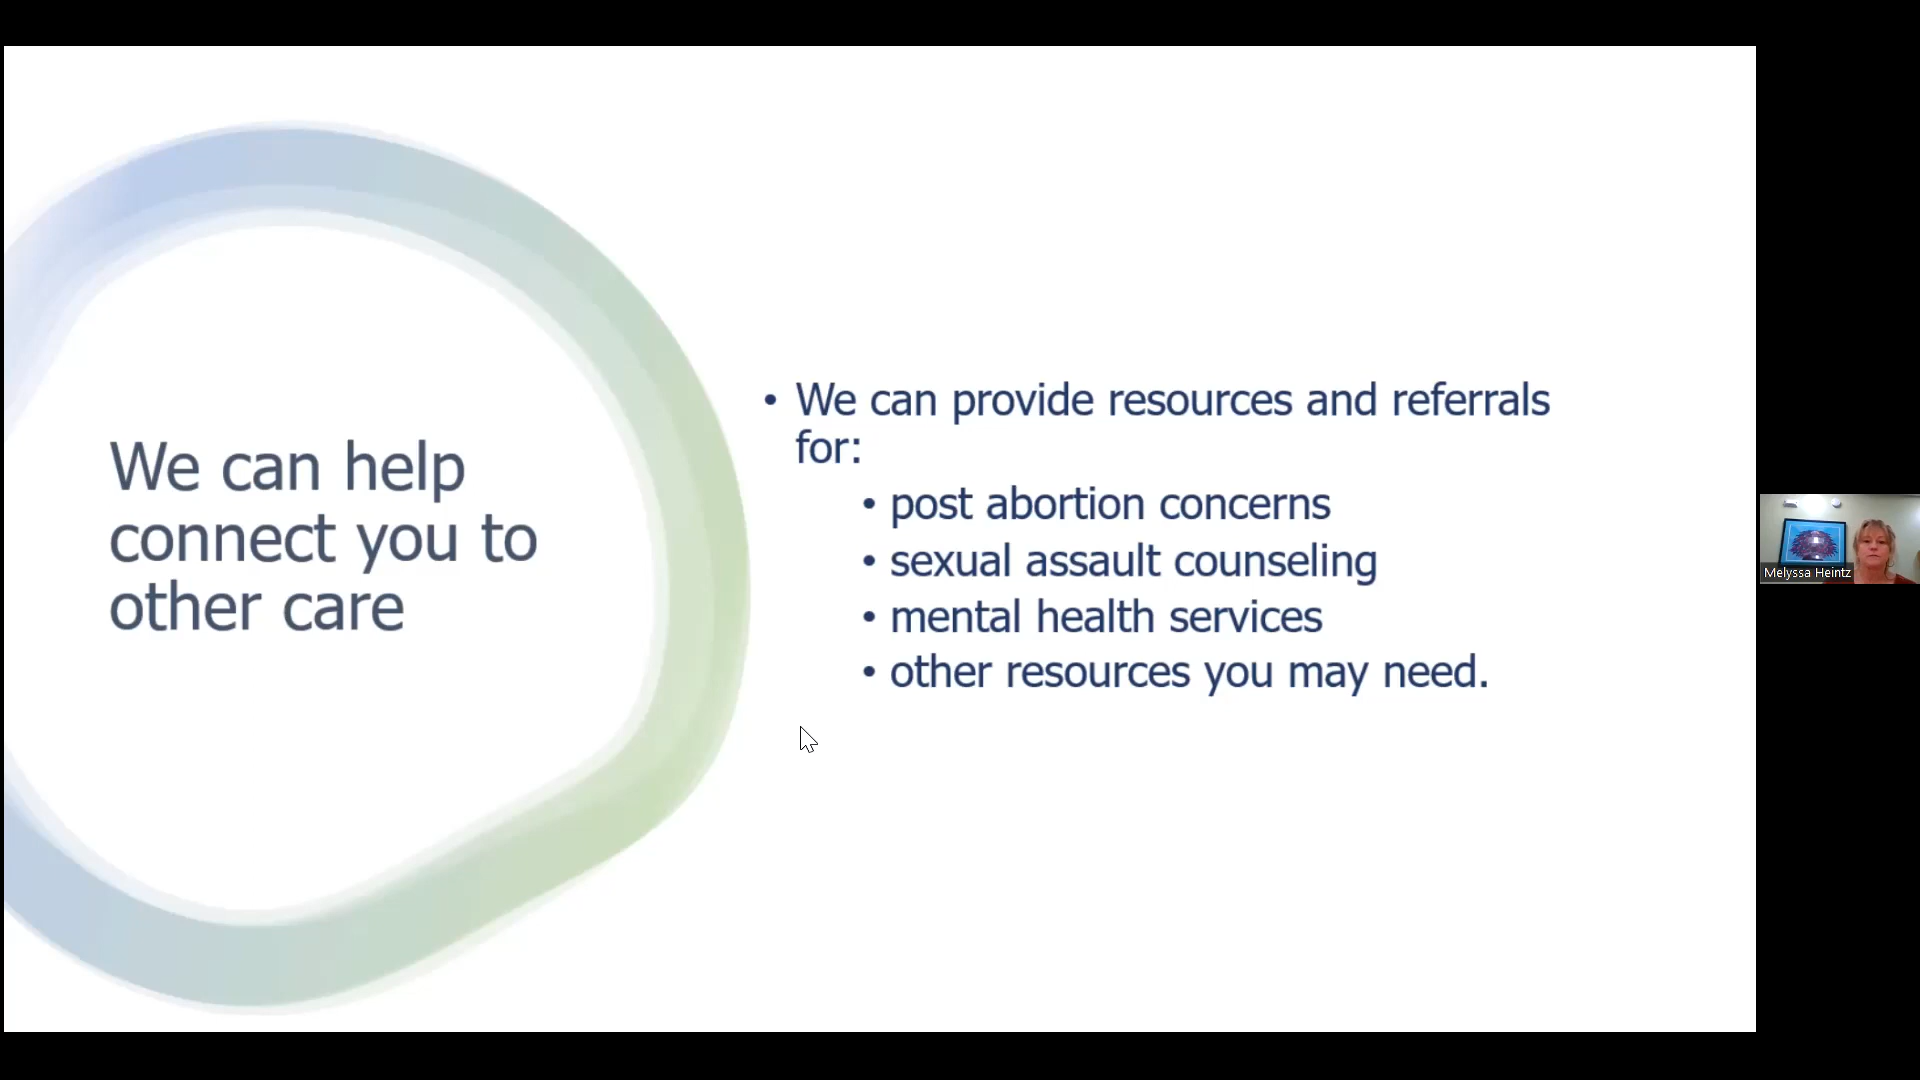 We can help
connect you to
other care
• We can provide resources and referrals
for:
• post abortion concerns
• sexual assault counseling
• mental health services
• other resources you may need.
Melyssa Heintz